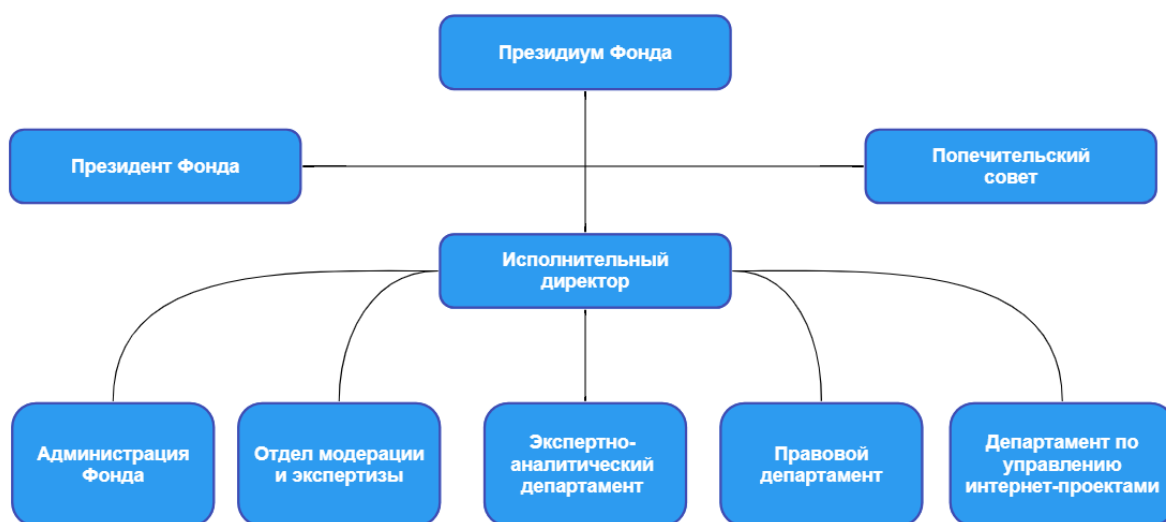 Президиум Фонда
Президент Фонда
Попечительский
совет
Исполнительный
директор
Администрация
Фонда
Отдел модерации
и экспертизы
Экспертно-
аналитический
департамент
Правовой
департамент
Департамент по
управлению
интернет-проектами